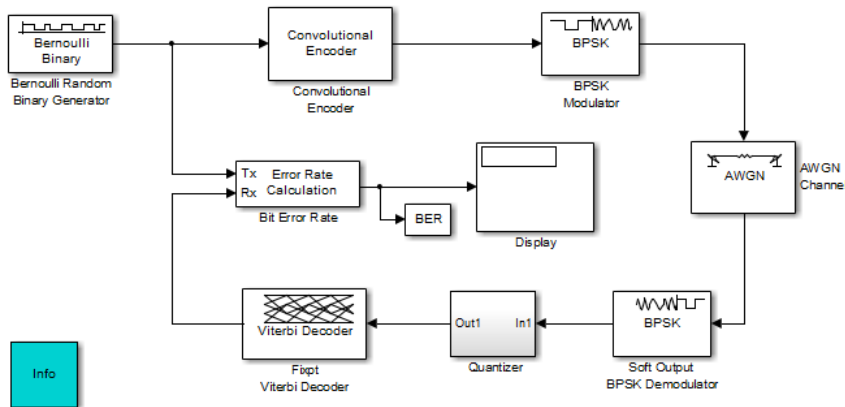 Bernoulli
Binary
Bernoulli Random
Binary Generator
Convolutional
Encoder
Convolutional
Encoder
BPSK
BPSK
Modulator
AWGN
AWGN
Channe
Tx
Rx
Error Rate
Calculation
Bit Error Rate
BER
Display
Viterbi Decoder
Fixpt
Viterbi Decoder
Out1
In1
Quantizer
BPSK
Soft Output
BPSK Demodulator
Info